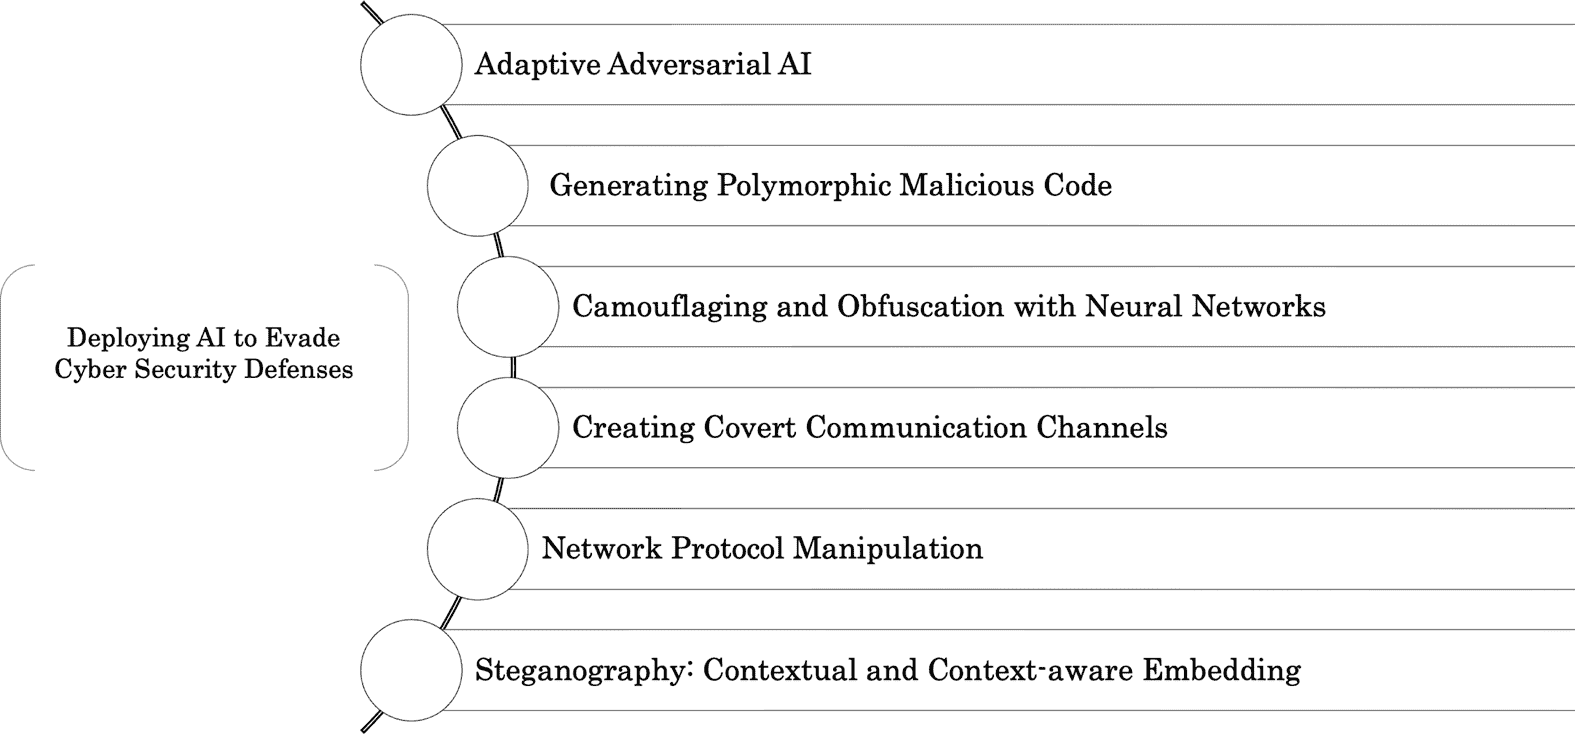 Adaptive Adversarial AI
Generating Polymorphic Malicious Code
Camouflaging and Obfuscation with Neural Networks
Deploying AI to Evade
Cyber Security Defenses
Creating Covert Communication Channels
Network Protocol Manipulation
Steganography: Contextual and Context-aware Embedding